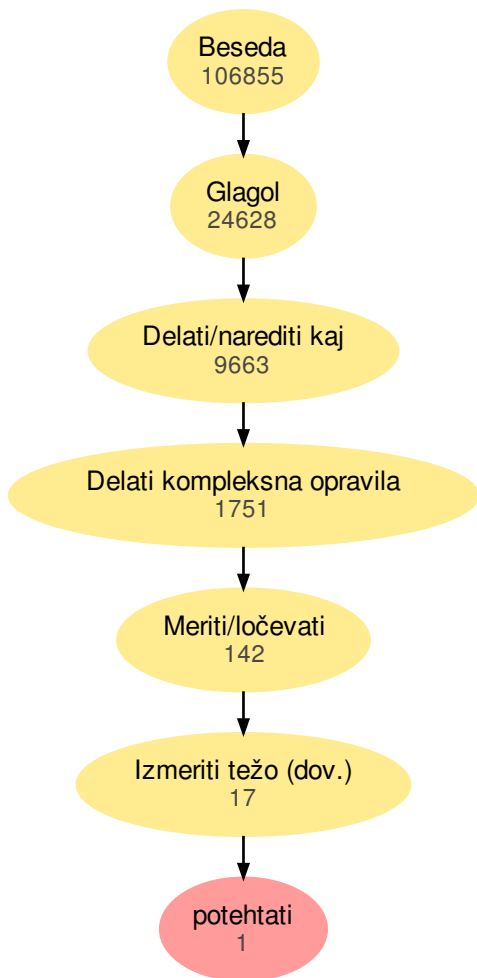 Beseda
106855
Glagol
24628
Delati/narediti kaj
9663
Delati kompleksna opravila
1751
Meriti/ločevati
142
Izmeriti težo (dov.)
17
potehtati
1